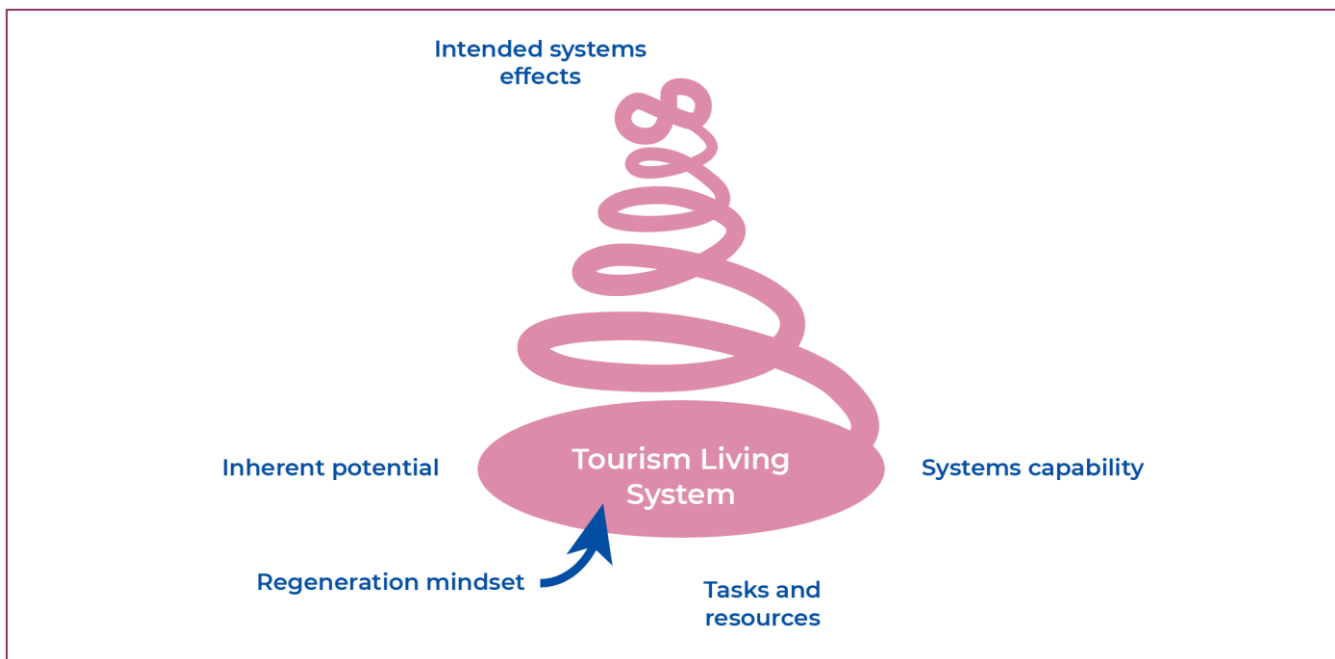 Intended systems
effects
Inherent potential
Tourism Living
System
Systems capability
Regeneration mindset
Tasks and
resources